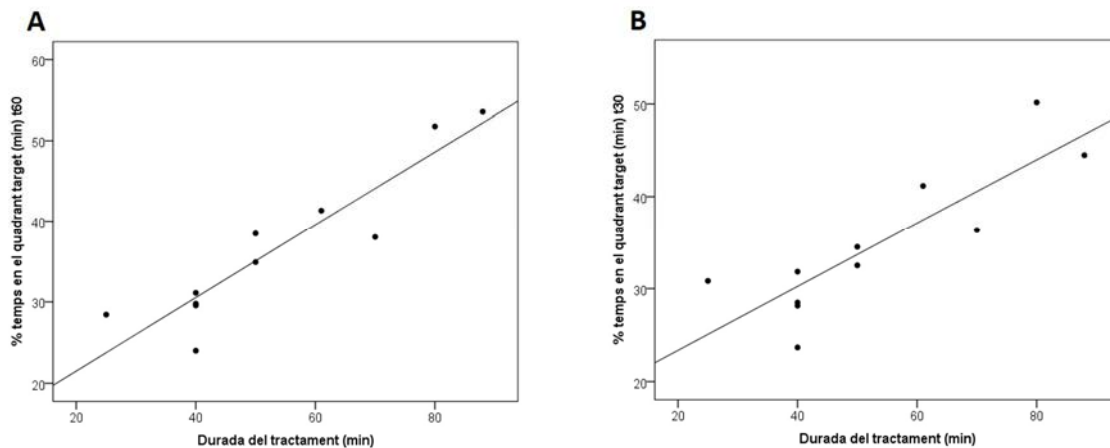 A
% temps en el quadrant target (min) t60
60
50
40
30
20
20 40 60 80
Durada del tractament (min)
B
% temps en el quadrant target (min) t30
50
40
30
20
20 40 60 80
Durada del tractament (min)